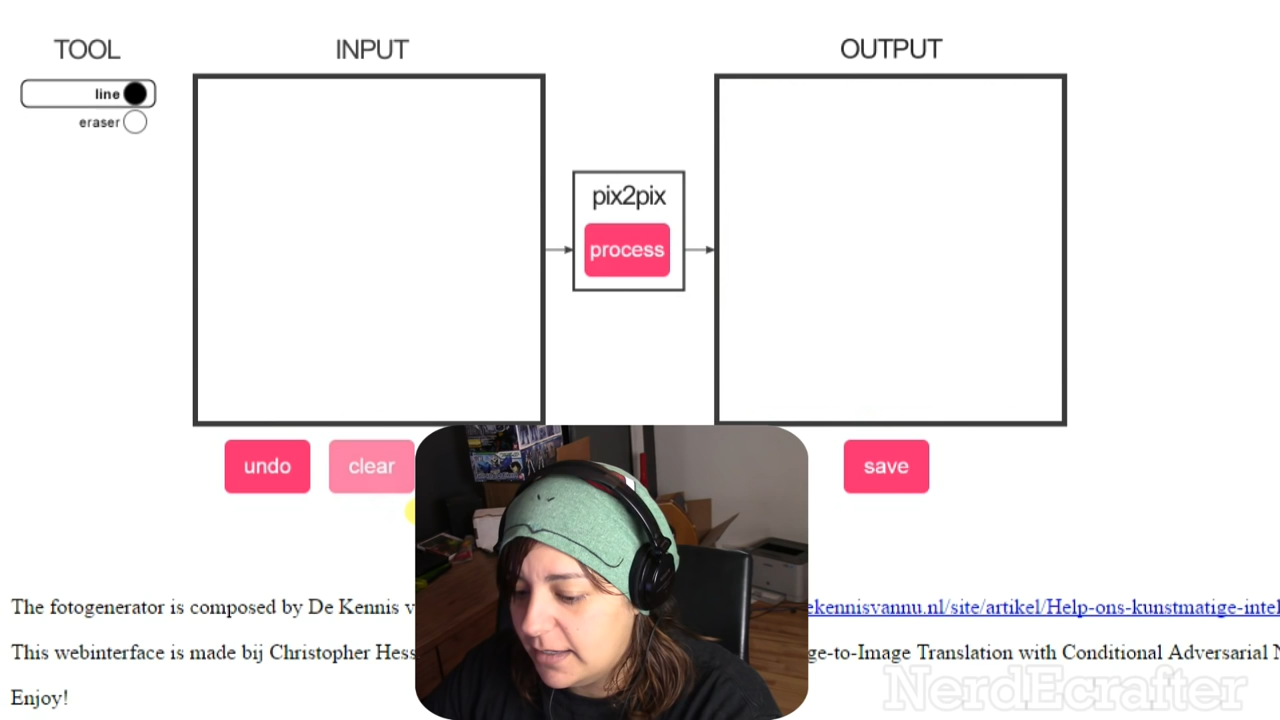 TOOL
INPUT
OUTPUT
line
eraser
pix2pix
process
undo
clear
save
The fotogenerator is composed by De Kennis
ekennisvannu.nl/site/artikel/Help-ons-kunstmatige-intel
This webinterface is made bij Christopher Hess
ge-to-Image Translation with Conditional Adversarial N
Enjoy!
NerdEcrafter